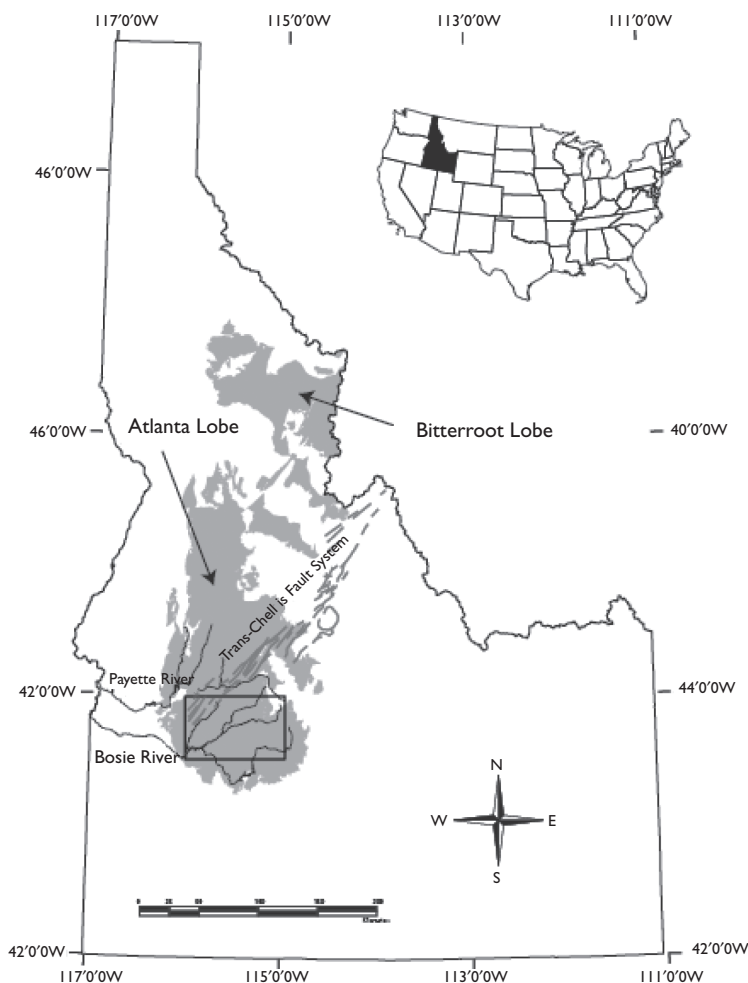 117'0'0"W 115'0'0"W 113'0'0"W 111'0'0"W
46'0'0"W
Atlanta Lobe
Bitterroot Lobe
46'0'0"W
40'0'0"W
Trans-Chell is Fault System
Payette River
42'0'0"W
44'0'0"W
Bosie River
N
W E
S
42'0'0"W
42'0'0"W
117'0'0"W 115'0'0"W 113'0'0"W 111'0'0"W